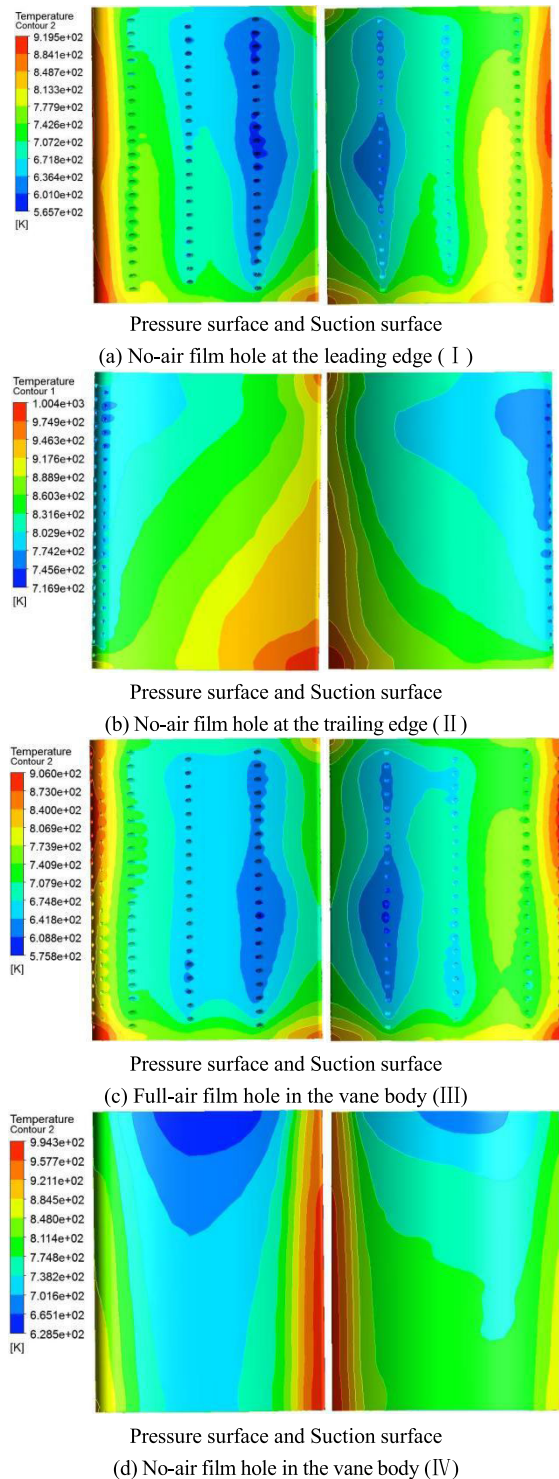 Temperature
Contour 2
9.195e+02
8.841e+02
8.487e+02
8.133e+02
7.779e+02
7.426e+02
7.072e+02
6.718e+02
6.364e+02
6.010e+02
5.657e+02
[K]
Pressure surface and Suction surface
(a) No-air film hole at the leading edge (Ⅰ)
Temperature
Contour 1
1.004e+03
9.749e+02
9.463e+02
9.176e+02
8.889e+02
8.603e+02
8.316e+02
8.029e+02
7.742e+02
7.456e+02
7.169e+02
[K]
Pressure surface and Suction surface
(b) No-air film hole at the trailing edge (Ⅱ)
Temperature
Contour 2
9.060e+02
8.730e+02
8.400e+02
8.069e+02
7.739e+02
7.409e+02
7.079e+02
6.748e+02
6.418e+02
6.088e+02
5.758e+02
[K]
Pressure surface and Suction surface
(c) Full-air film hole in the vane body (III)
Temperature
Contour 2
9.943e+02
9.577e+02
9.211e+02
8.845e+02
8.480e+02
8.114e+02
7.748e+02
7.382e+02
7.016e+02
6.651e+02
6.285e+02
[K]
Pressure surface and Suction surface
(d) No-air film hole in the vane body (Ⅳ)